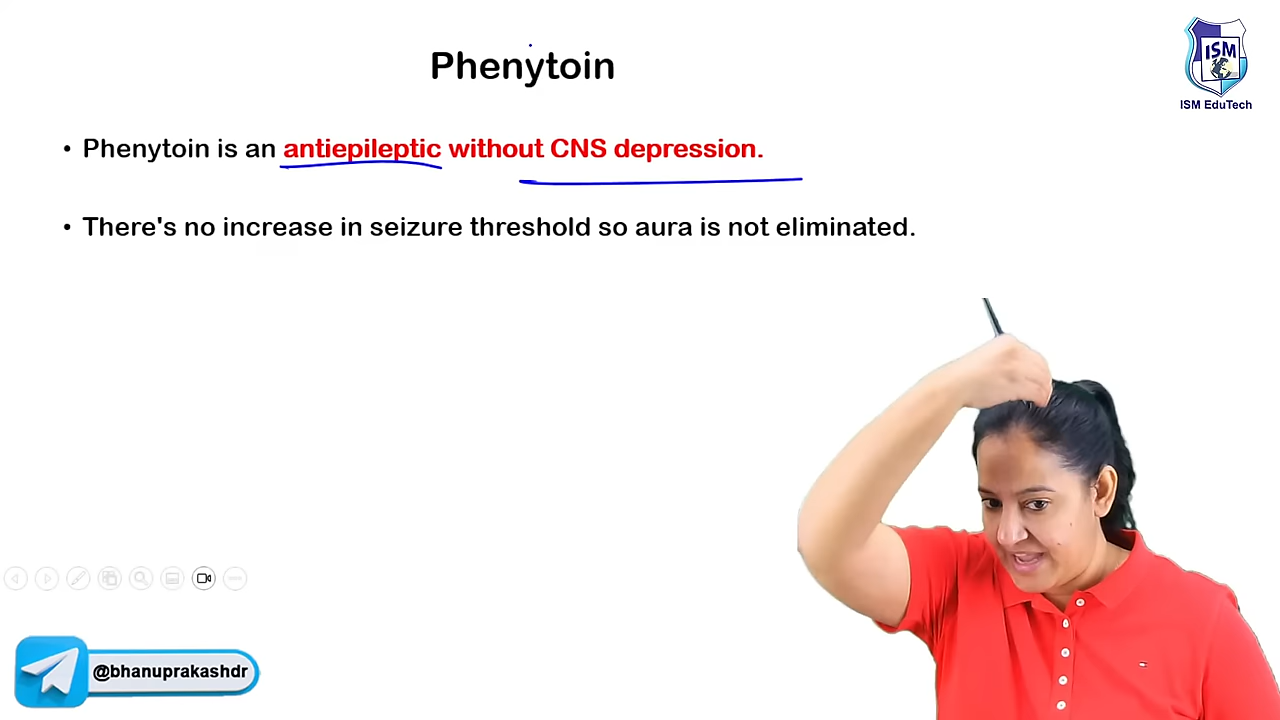 Phenytoin
ISM
ISM EduTech
• Phenytoin is an antiepileptic without CNS depression.
• There's no increase in seizure threshold so aura is not eliminated.
@bhanuprakashdr